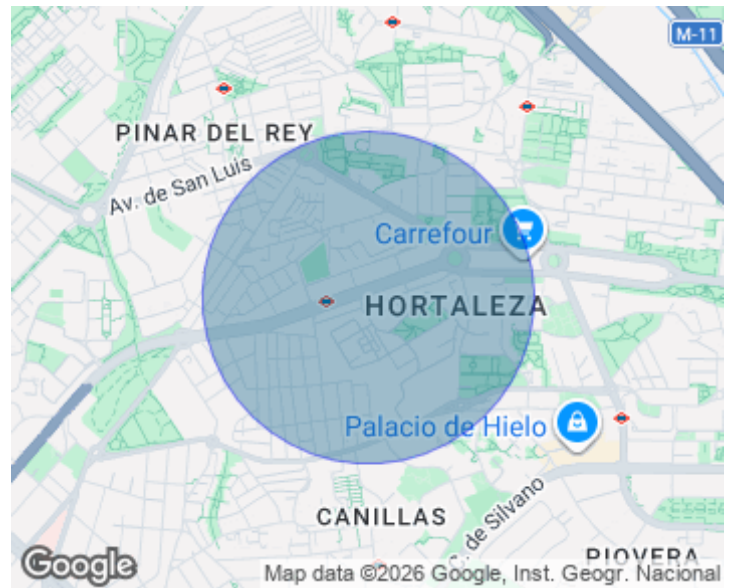 M-11
PINAR DEL REY
Av. de San Luis
Carrefour
HORTALEZA
Palacio de Hielo
CANILLAS
C. de Silvano
PIOVERA
Google
Map data ©2026 Google, Inst. Geogr. Nacional